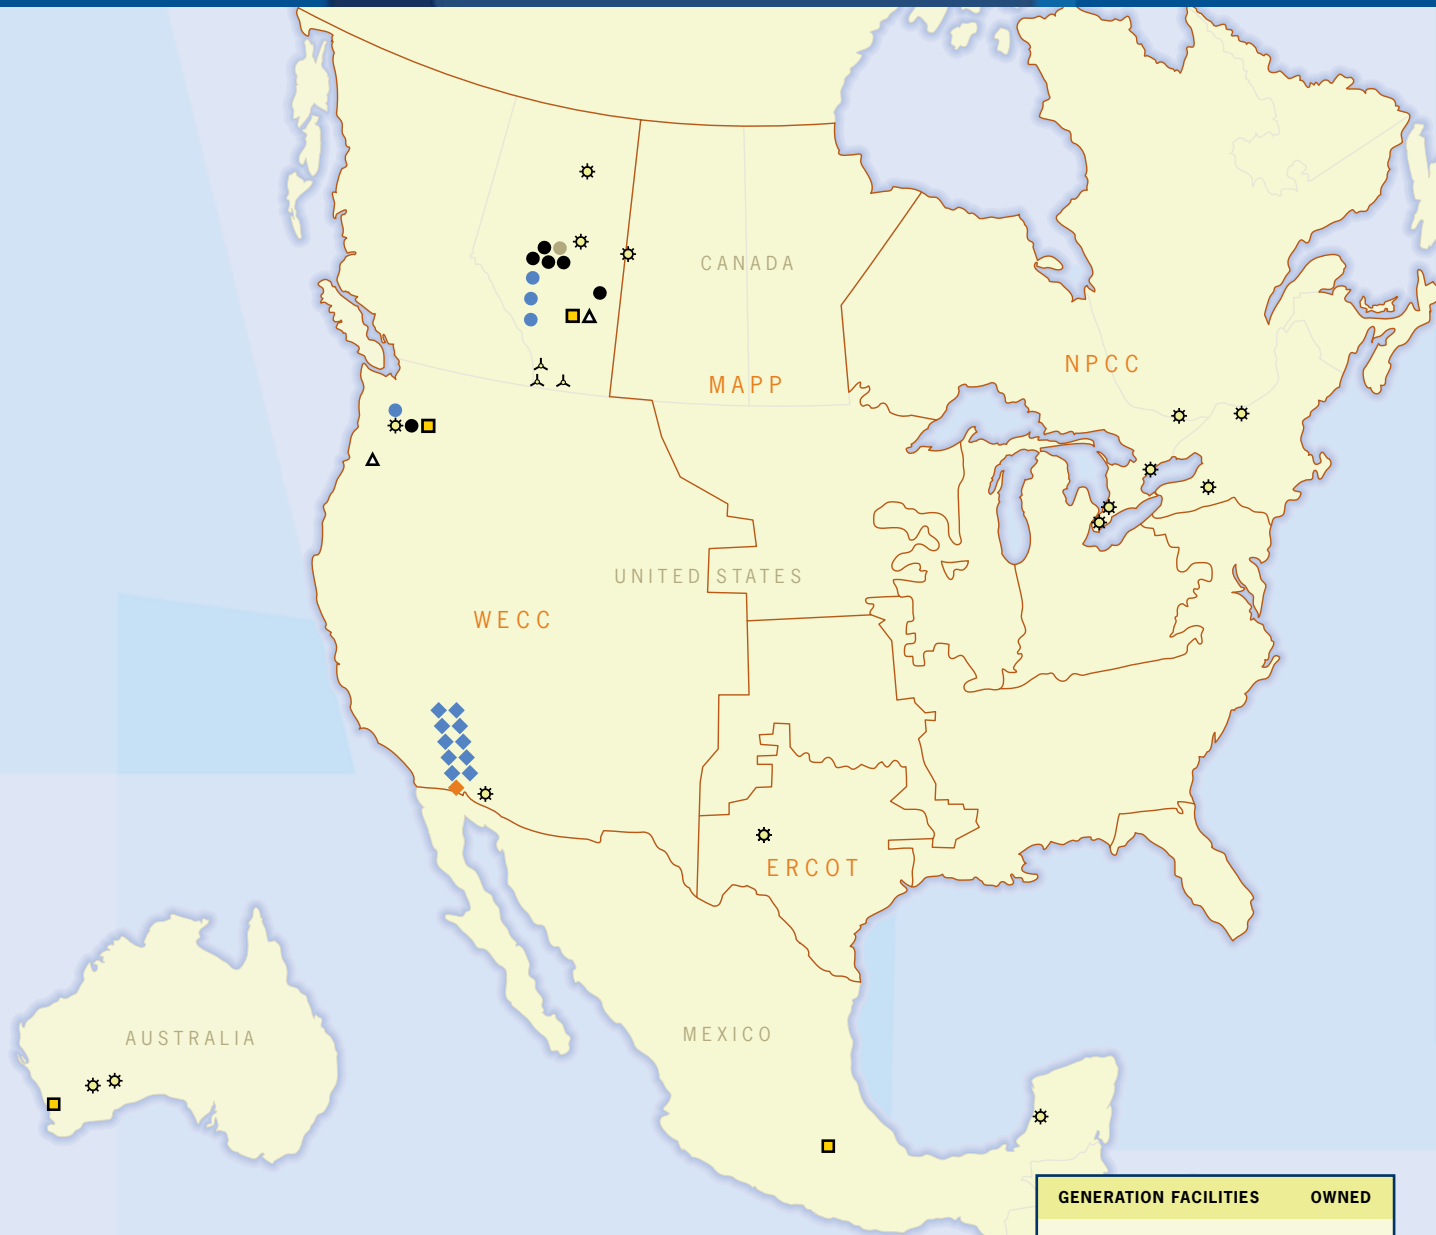 CANADA
NPCC
MAPP
UNITED STATES
WECC
ERCOT
MEXICO
AUSTRALIA
GENERATION FACILITIES OWNED